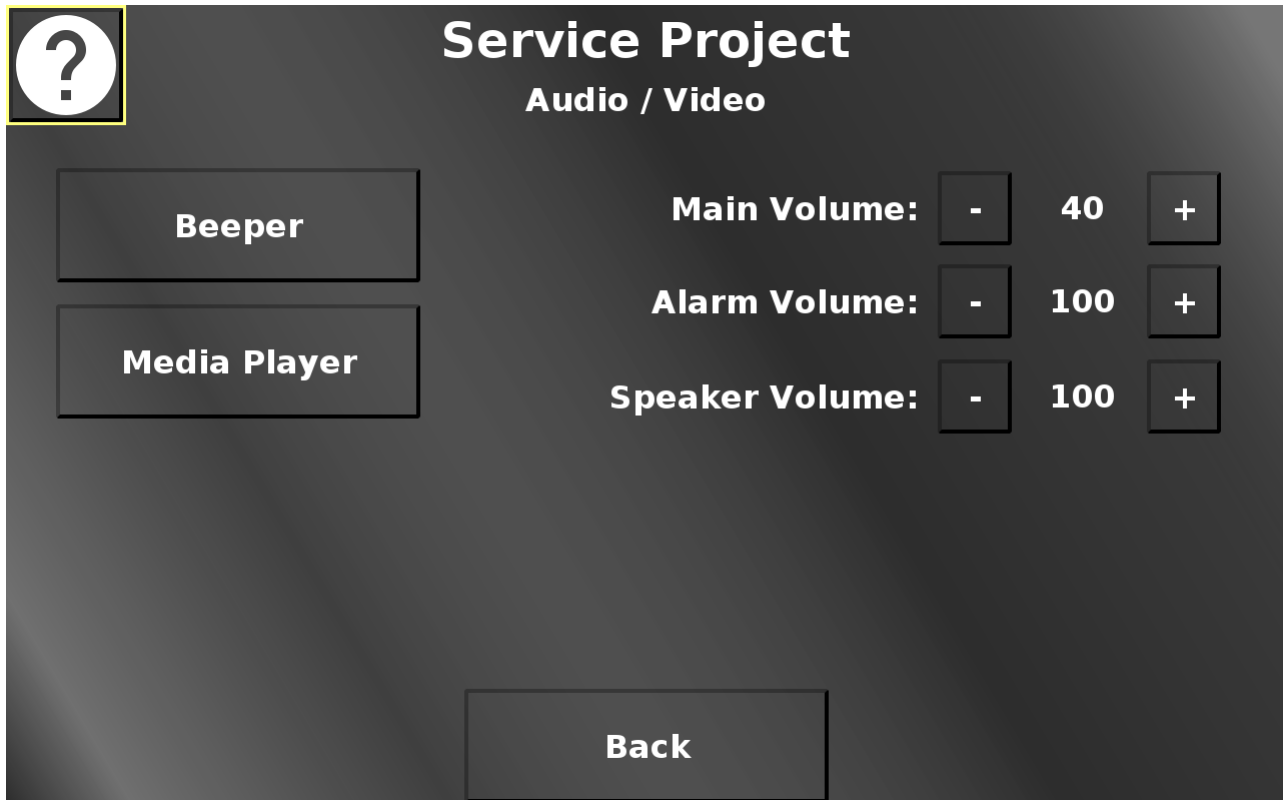 ?
Service Project
Audio / Video
Beeper
Media Player
Main Volume: - 40 +
Alarm Volume: - 100 +
Speaker Volume: - 100 +
Back